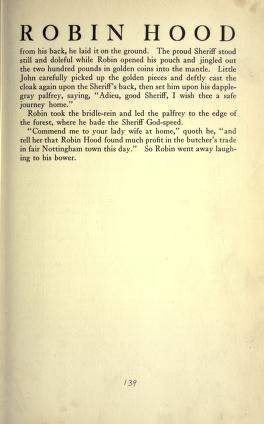 ROBIN HOOD
from his back, he laid it on the ground. The proud Sheriff stood
still and doleful while Robin opened his pouch and jingled out
the two hundred pounds in golden coins into the mantle. Little
John carefully picked up the golden pieces and deftly cast the
cloak again upon the Sheriff's back, then set him upon his dapple-
gray palfrey, saying, "Adieu, good Sheriff, I wish thee a safe
journey home."
Robin took the bridle-rein and led the palfrey to the edge of
the forest, where he bade the Sheriff God-speed.
"Commend me to your lady wife at home," quoth he, "and
tell her that Robin Hood found much profit in the butcher's trade
in fair Nottingham town this day." So Robin went away laugh-
ing to his bower.
139